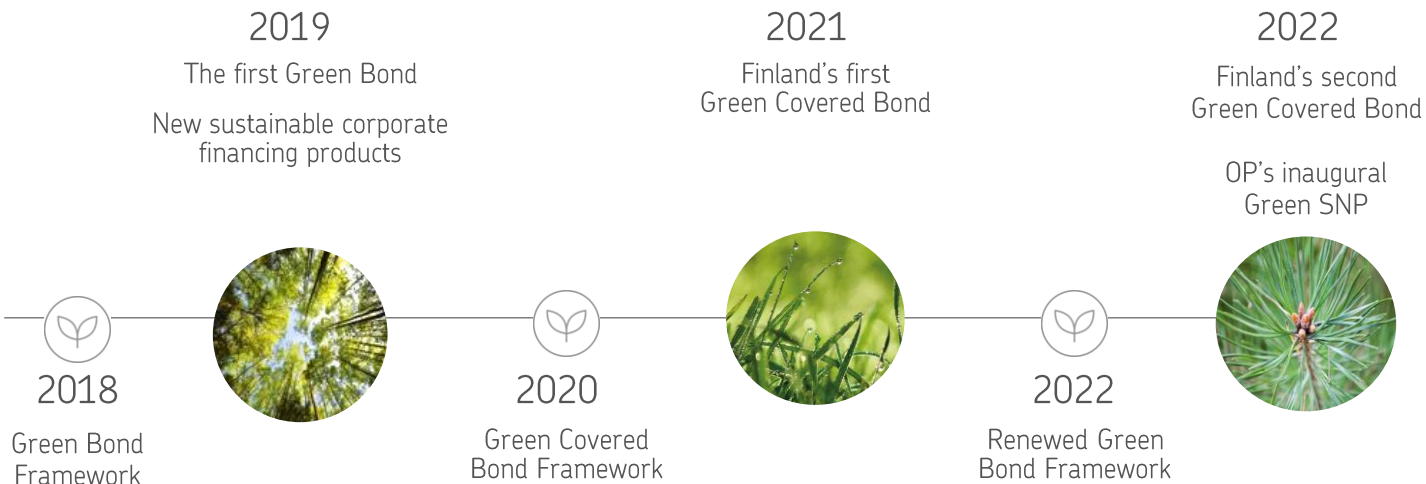 2019
The first Green Bond
New sustainable corporate
financing products
2021
Finland's first
Green Covered Bond
2022
Finland's second
Green Covered Bond
OP's inaugural
Green SNP
2018
Green Bond
Framework
2020
Green Covered
Bond Framework
2022
Renewed Green
Bond Framework